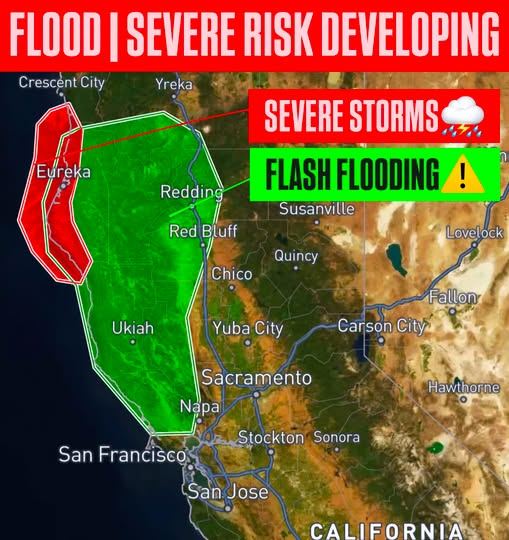 FLOOD | SEVERE RISK DEVELOPING
Crescent City
Yreka
SEVERE STORMS
FLASH FLOODING
Eureka
Redding
Susanville
Red Bluff
Lovelock
Quincy
Chico
Fallon
Ukiah
Yuba City
Carson City
Sacramento
Hawthorne
Napa
Stockton
Sonora
San Francisco
San Jose
CALIFORNIA